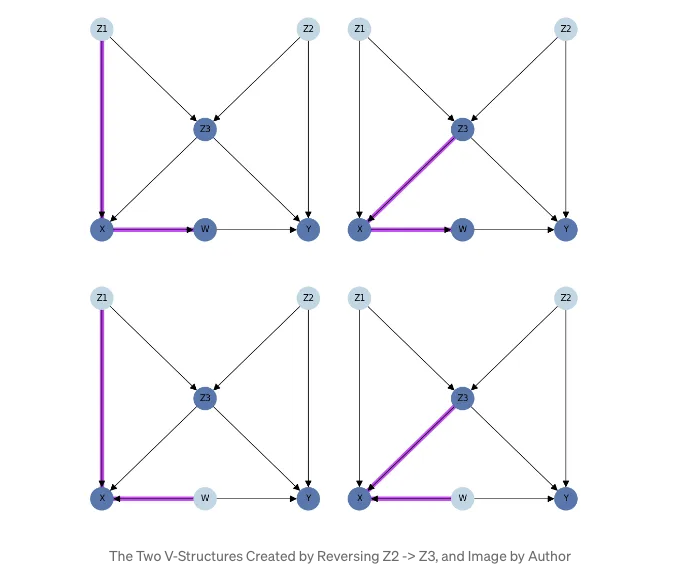 Z1 Z2 Z1 Z2
Z3 Z3
X W Y X W Y
Z1 Z2 Z1 Z2
Z3 Z3
X W Y X W Y
The Two V-Structures Created by Reversing Z2 -> Z3, and Image by Author